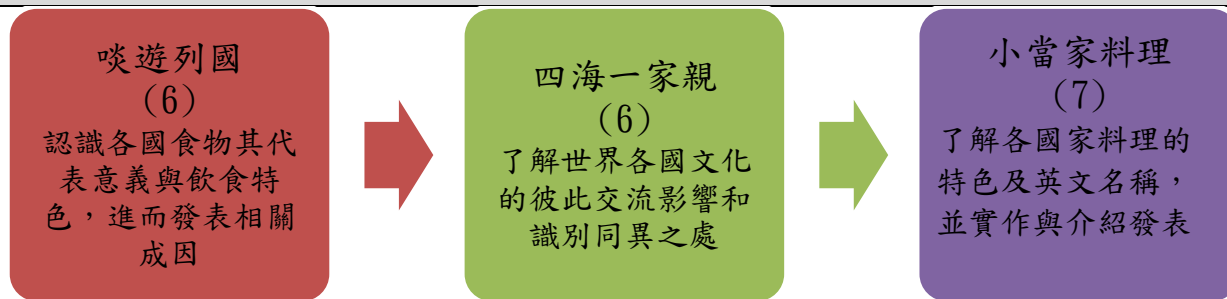 啖遊列國
(6)
認識各國食物其代
表意義與飲食特
色，進而發表相關
成因
四海一家親
(6)
了解世界各國文化
的彼此交流影響和
識別同異之處
小當家料理
(7)
了解各國家料理的
特色及英文名稱，
並實作與介紹發表